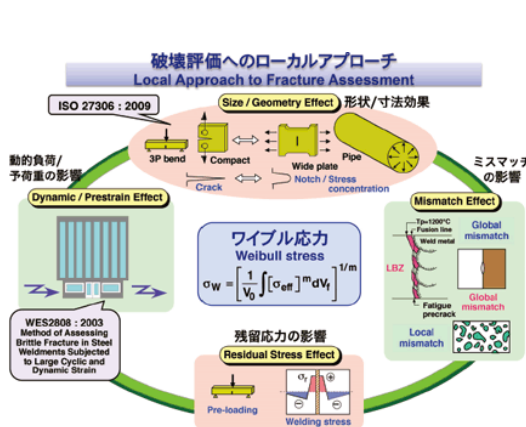 破壊評価へのローカルアプローチ
Local Approach to Fracture Assessment
ISO 27306 : 2009
Size / Geometry Effect
形状/寸法効果
3P bend
Compact
Wide plate
Pipe
Crack
Notch / Stress
concentration
動的負荷/
予荷重の影響
Dynamic / Prestrain Effect
WES2808 : 2003
Method of Assessing
Brittle Fracture in Steel
Weldments Subjected
to Large Cyclic and
Dynamic Strain
ワイブル応力
Weibull stress
σW = [ 1/V0 ∫ [σeff]^m dVf ]^1/m
ミスマッチ
の影響
Mismatch Effect
Tp=1200°C
Fusion line
Weld metal
LBZ
Fatigue
precrack
Global
mismatch
Global
mismatch
Local
mismatch
残留応力の影響
Residual Stress Effect
Pre-loading
σr
+
−
−
Welding stress